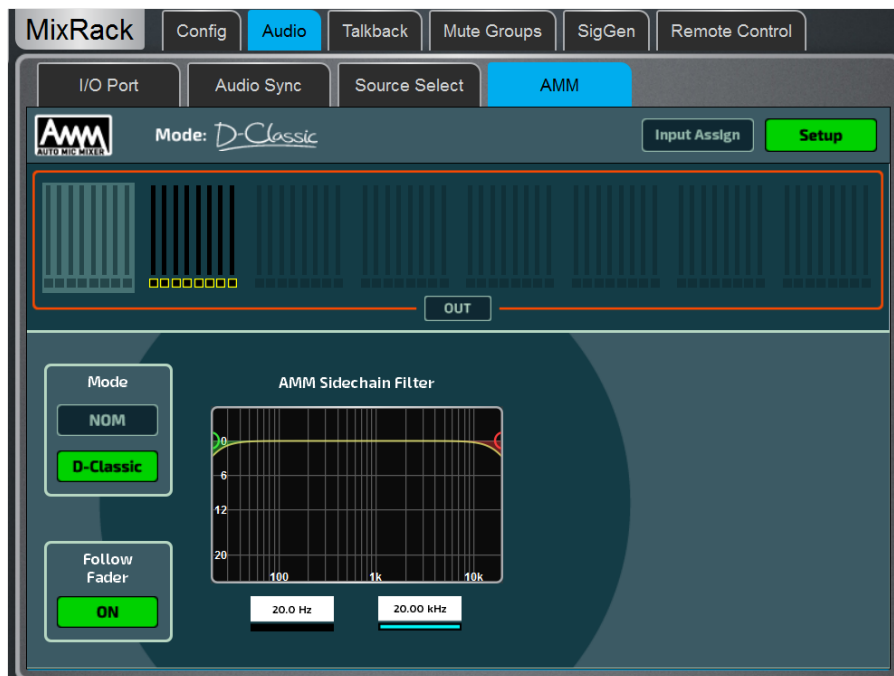 MixRack Config Audio Talkback Mute Groups SigGen Remote Control
I/O Port Audio Sync Source Select AMM
AMM
AUTO MIC MIXER
Mode: D-Classic
Input Assign Setup
OUT
Mode
NOM
D-Classic
Follow
Fader
ON
AMM Sidechain Filter
0
6
12
20
100 1k 10k
20.0 Hz 20.00 kHz